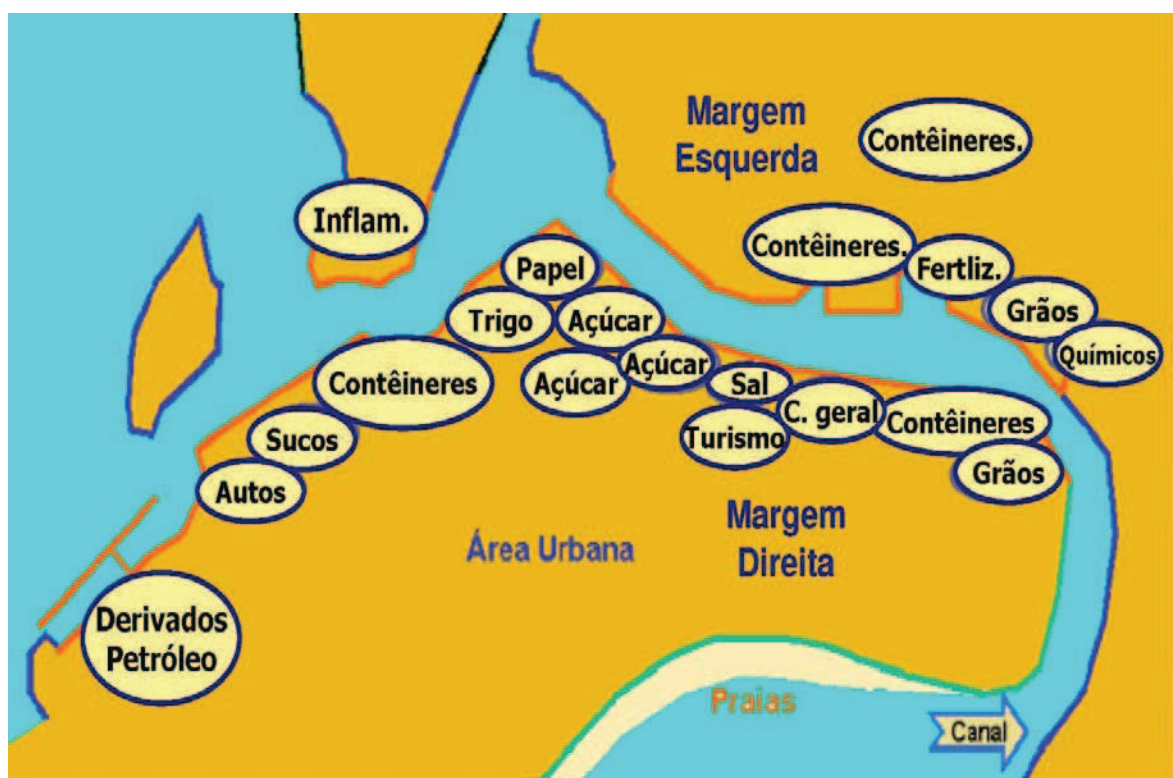 Margem
Esquerda
Contêineres.
Inflam.
Contêineres.
Fertliz.
Papel
Grãos
Trigo
Açúcar
Químicos
Açúcar
Açúcar
Contêineres
Sal
C. geral
Contêineres
Turismo
Sucos
Grãos
Autos
Margem
Direita
Área Urbana
Derivados
Petróleo
Praias
Canal